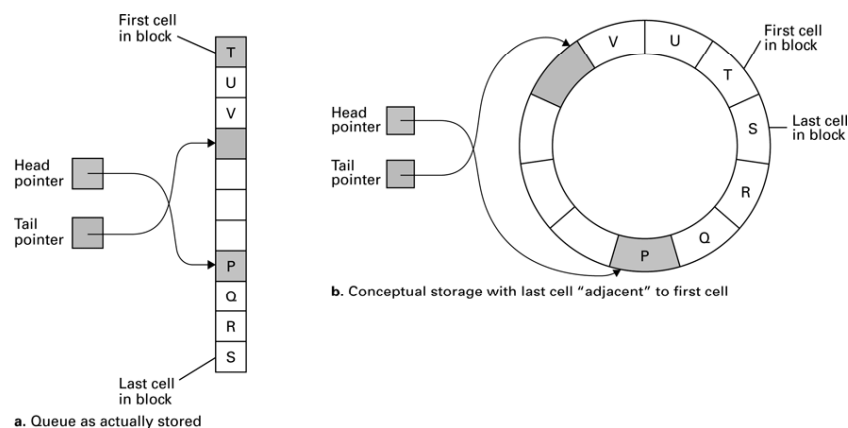 First cell
in block
T
U
V
Head
pointer
Tail
pointer
P
Q
R
S
Last cell
in block
a. Queue as actually stored
V
U
First cell
in block
T
Head
pointer
S
Last cell
in block
Tail
pointer
R
Q
P
b. Conceptual storage with last cell “adjacent” to first cell